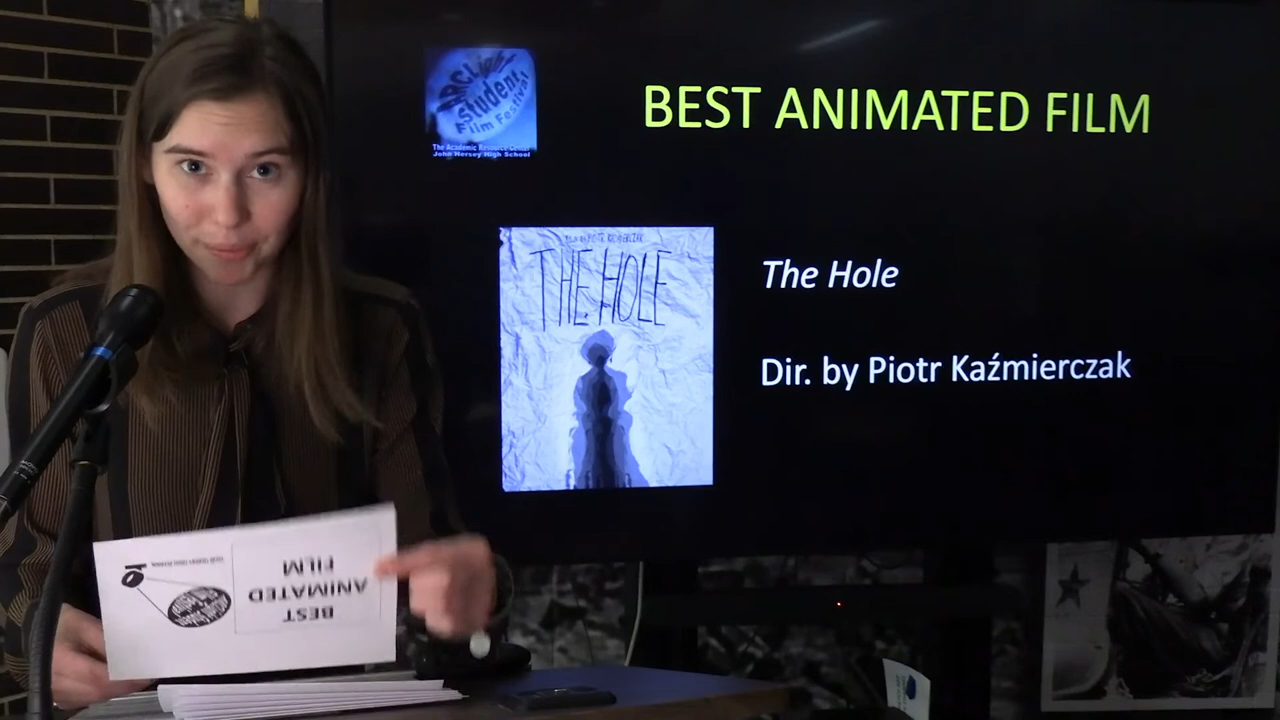 ARCLight
student
Film Festival
The Academic Resource Center
John Hersey High School
BEST ANIMATED FILM
THE HOLE
The Hole
Dir. by Piotr Kaźmierczak
BEST
ANIMATED
FILM